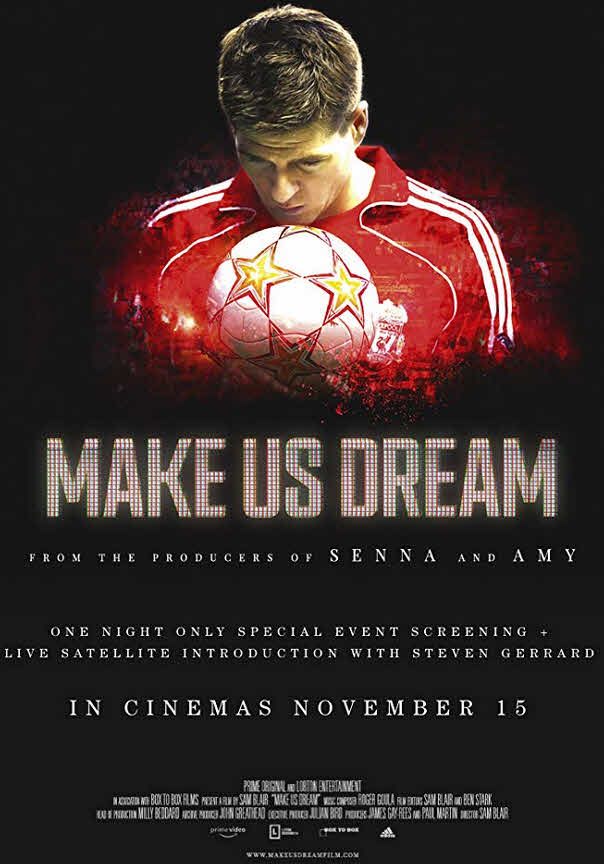 MAKE US DREAM
FROM THE PRODUCERS OF SENNA AND AMY
ONE NIGHT ONLY SPECIAL EVENT SCREENING +
LIVE SATELLITE INTRODUCTION WITH STEVEN GERRARD
IN CINEMAS NOVEMBER 15
PRIME ORIGINAL AND LORTON ENTERTAINMENT
IN ASSOCIATION WITH BOX TO BOX FILMS PRESENT A FILM BY SAM BLAIR "MAKE US DREAM" MUSIC COMPOSER ROGER GOULA FILM EDITORS SAM BLAIR AND BEN STARK
HEAD OF PRODUCTION MILLY BEDDARD ARCHIVE PRODUCER JOHN GREATHEAD EXECUTIVE PRODUCER JULIAN BIRD PRODUCERS JAMES GAY-REES AND PAUL MARTIN DIRECTOR SAM BLAIR
prime video BOX TO BOX adidas
WWW.MAKEUSDREAMFILM.COM